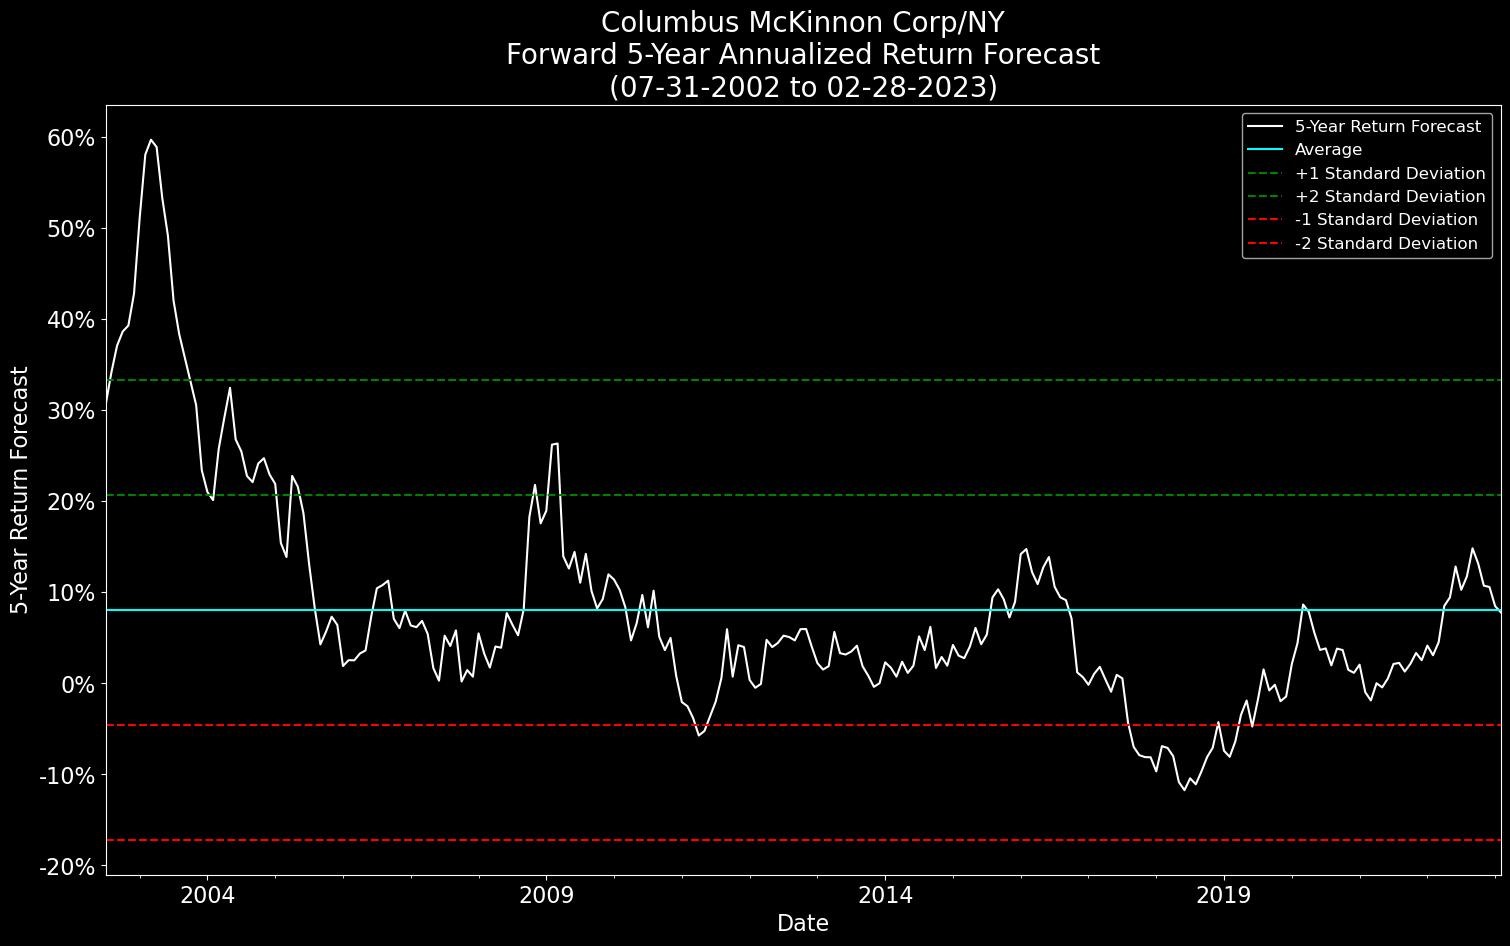 Columbus McKinnon Corp/NY
Forward 5-Year Annualized Return Forecast
(07-31-2002 to 02-28-2023)
5-Year Return Forecast
Average
+1 Standard Deviation
+2 Standard Deviation
-1 Standard Deviation
-2 Standard Deviation
5-Year Return Forecast
60%
50%
40%
30%
20%
10%
0%
-10%
-20%
2004 2009 2014 2019
Date